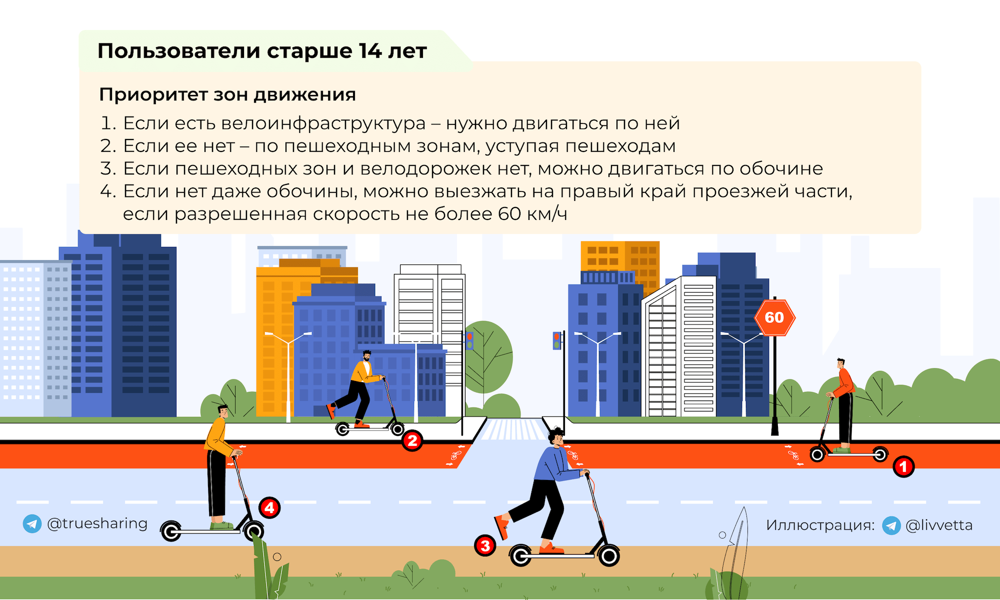 Пользователи старше 14 лет
Приоритет зон движения
1. Если есть велоинфраструктура – нужно двигаться по ней
2. Если ее нет – по пешеходным зонам, уступая пешеходам
3. Если пешеходных зон и велодорожек нет, можно двигаться по обочине
4. Если нет даже обочины, можно выезжать на правый край проезжей части,
если разрешенная скорость не более 60 км/ч
60
2
1
4
3
@truesharing
Иллюстрация: @livvetta